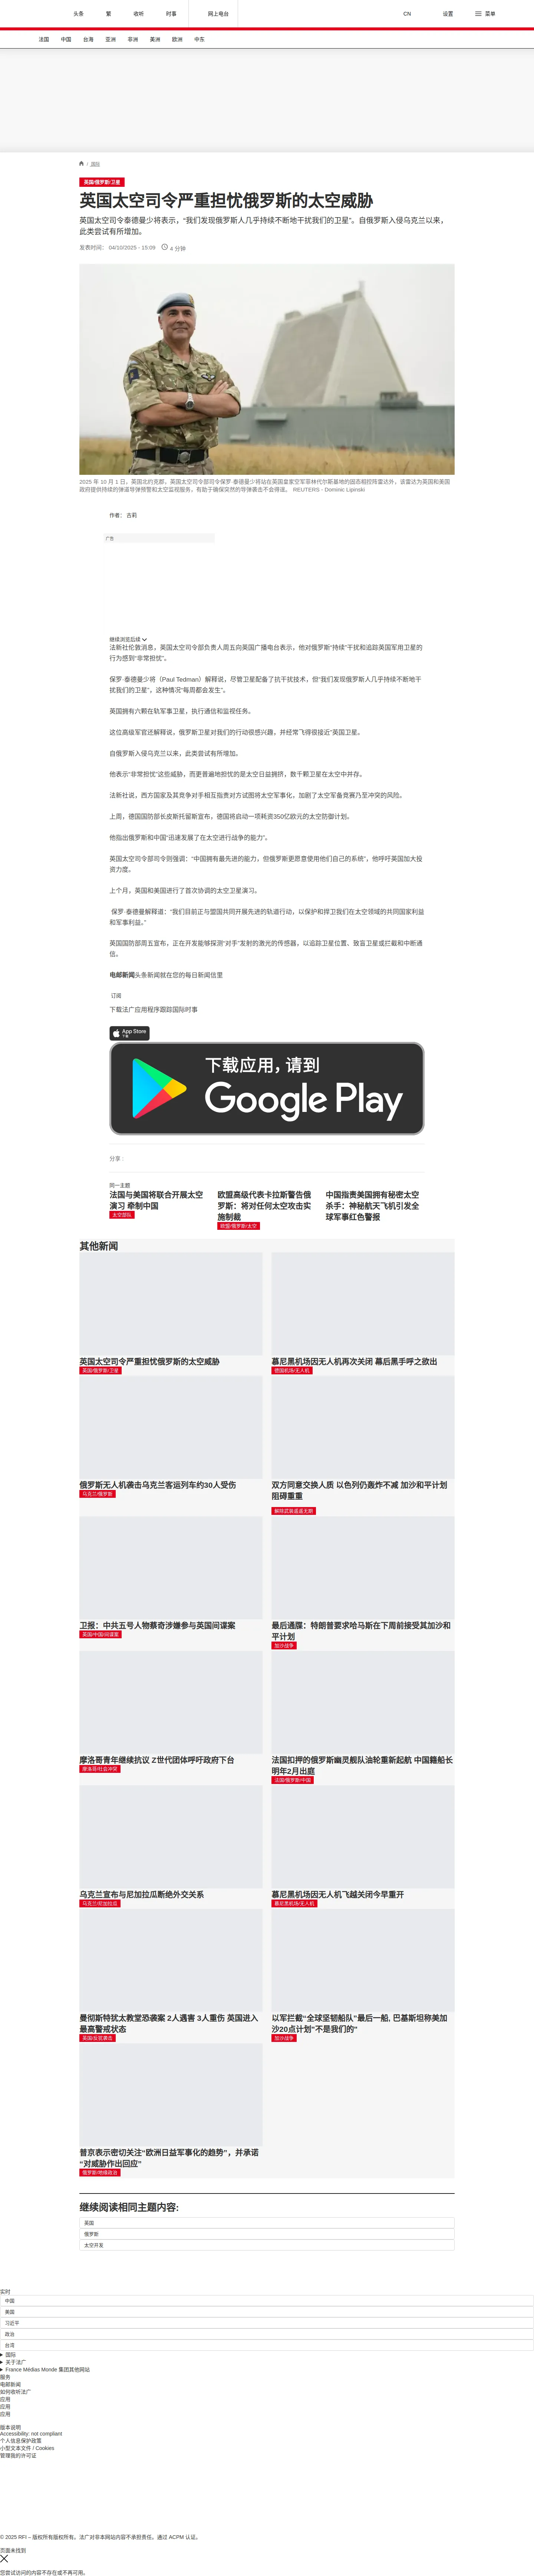 头条
繁
收听
时事
网上电台
CN
设置
菜单
法国
中国
台海
亚洲
非洲
美洲
欧洲
中东
/ 国际
英国/俄罗斯/卫星
英国太空司令严重担忧俄罗斯的太空威胁
英国太空司令泰德曼少将表示，“我们发现俄罗斯人几乎持续不断地干扰我们的卫星”。自俄罗斯入侵乌克兰以来，
此类尝试有所增加。
发表时间： 04/10/2025 - 15:09
4 分钟
2025 年 10 月 1 日，英国北约克郡，英国太空司令部司令保罗·泰德曼少将站在英国皇家空军菲林代尔斯基地的固态相控阵雷达外，该雷达为英国和美国
政府提供持续的弹道导弹预警和太空监视服务，有助于确保突然的导弹袭击不会得逞。 REUTERS - Dominic Lipinski
作者： 古莉
广告
继续浏览后续
法新社伦敦消息，英国太空司令部负责人周五向英国广播电台表示，他对俄罗斯“持续”干扰和追踪英国军用卫星的
行为感到“非常担忧”。
保罗·泰德曼少将（Paul Tedman）解释说，尽管卫星配备了抗干扰技术，但“我们发现俄罗斯人几乎持续不断地干
扰我们的卫星”，这种情况“每周都会发生”。
英国拥有六颗在轨军事卫星，执行通信和监视任务。
这位高级军官还解释说，俄罗斯卫星对我们的行动很感兴趣，并经常飞得很接近”英国卫星。
自俄罗斯入侵乌克兰以来，此类尝试有所增加。
他表示“非常担忧”这些威胁，而更普遍地担忧的是太空日益拥挤，数千颗卫星在太空中并存。
法新社说，西方国家及其竞争对手相互指责对方试图将太空军事化，加剧了太空军备竞赛乃至冲突的风险。
上周，德国国防部长皮斯托留斯宣布，德国将启动一项耗资350亿欧元的太空防御计划。
他指出俄罗斯和中国“迅速发展了在太空进行战争的能力”。
英国太空司令部司令则强调：“中国拥有最先进的能力，但俄罗斯更愿意使用他们自己的系统”，他呼吁英国加大投
资力度。
上个月，英国和美国进行了首次协调的太空卫星演习。
保罗·泰德曼解释道：“我们目前正与盟国共同开展先进的轨道行动，以保护和捍卫我们在太空领域的共同国家利益
和军事利益。”
英国国防部周五宣布，正在开发能够探测“对手”发射的激光的传感器，以追踪卫星位置、致盲卫星或拦截和中断通
信。
电邮新闻头条新闻就在您的每日新闻信里
订阅
下载法广应用程序跟踪国际时事
App Store
下载应用，请到
Google Play
分享 :
同一主题
法国与美国将联合开展太空
演习 牵制中国
太空部队
欧盟高级代表卡拉斯警告俄
罗斯：将对任何太空攻击实
施制裁
欧盟/俄罗斯/太空
中国指责美国拥有秘密太空
杀手：神秘航天飞机引发全
球军事红色警报
其他新闻
英国太空司令严重担忧俄罗斯的太空威胁
英国/俄罗斯/卫星
慕尼黑机场因无人机再次关闭 幕后黑手呼之欲出
德国机场/无人机
俄罗斯无人机袭击乌克兰客运列车约30人受伤
乌克兰/俄罗斯
双方同意交换人质 以色列仍轰炸不减 加沙和平计划
阻碍重重
解除武装遥遥无期
卫报：中共五号人物蔡奇涉嫌参与英国间谍案
英国/中国/间谍案
最后通牒：特朗普要求哈马斯在下周前接受其加沙和
平计划
加沙战争
摩洛哥青年继续抗议 Z世代团体呼吁政府下台
摩洛哥/社会冲突
法国扣押的俄罗斯幽灵舰队油轮重新起航 中国籍船长
明年2月出庭
法国/俄罗斯/中国
乌克兰宣布与尼加拉瓜断绝外交关系
乌克兰/尼加拉瓜
慕尼黑机场因无人机飞越关闭今早重开
慕尼黑机场/无人机
曼彻斯特犹太教堂恐袭案 2人遇害 3人重伤 英国进入
最高警戒状态
英国/反犹袭击
以军拦截“全球坚韧船队”最后一船, 巴基斯坦称美加
沙20点计划“不是我们的”
加沙战争
普京表示密切关注“欧洲日益军事化的趋势”，并承诺
“对威胁作出回应”
俄罗斯/地缘政治
继续阅读相同主题内容:
英国
俄罗斯
太空开发
实时
中国
美国
习近平
政治
台湾
国际
关于法广
France Médias Monde 集团其他网站
服务
电邮新闻
如何收听法广
应用
应用
应用
版本说明
Accessibility: not compliant
个人信息保护政策
小型文本文件 / Cookies
管理我的许可证
© 2025 RFI – 版权所有版权所有。法广对非本网站内容不承担责任。通过 ACPM 认证。
页面未找到
您尝试访问的内容不存在或不再可用。